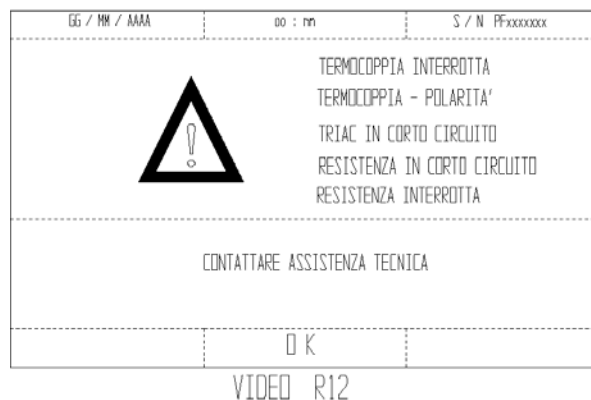 GG / MM / AAAA
oo : mm
S / N PFxxxxxxx
TERMOCOPPIA INTERROTTA
TERMOCOPPIA - POLARITA'
TRIAC IN CORTO CIRCUITO
RESISTENZA IN CORTO CIRCUITO
RESISTENZA INTERROTTA
!
CONTATTARE ASSISTENZA TECNICA
OK
VIDEO R12